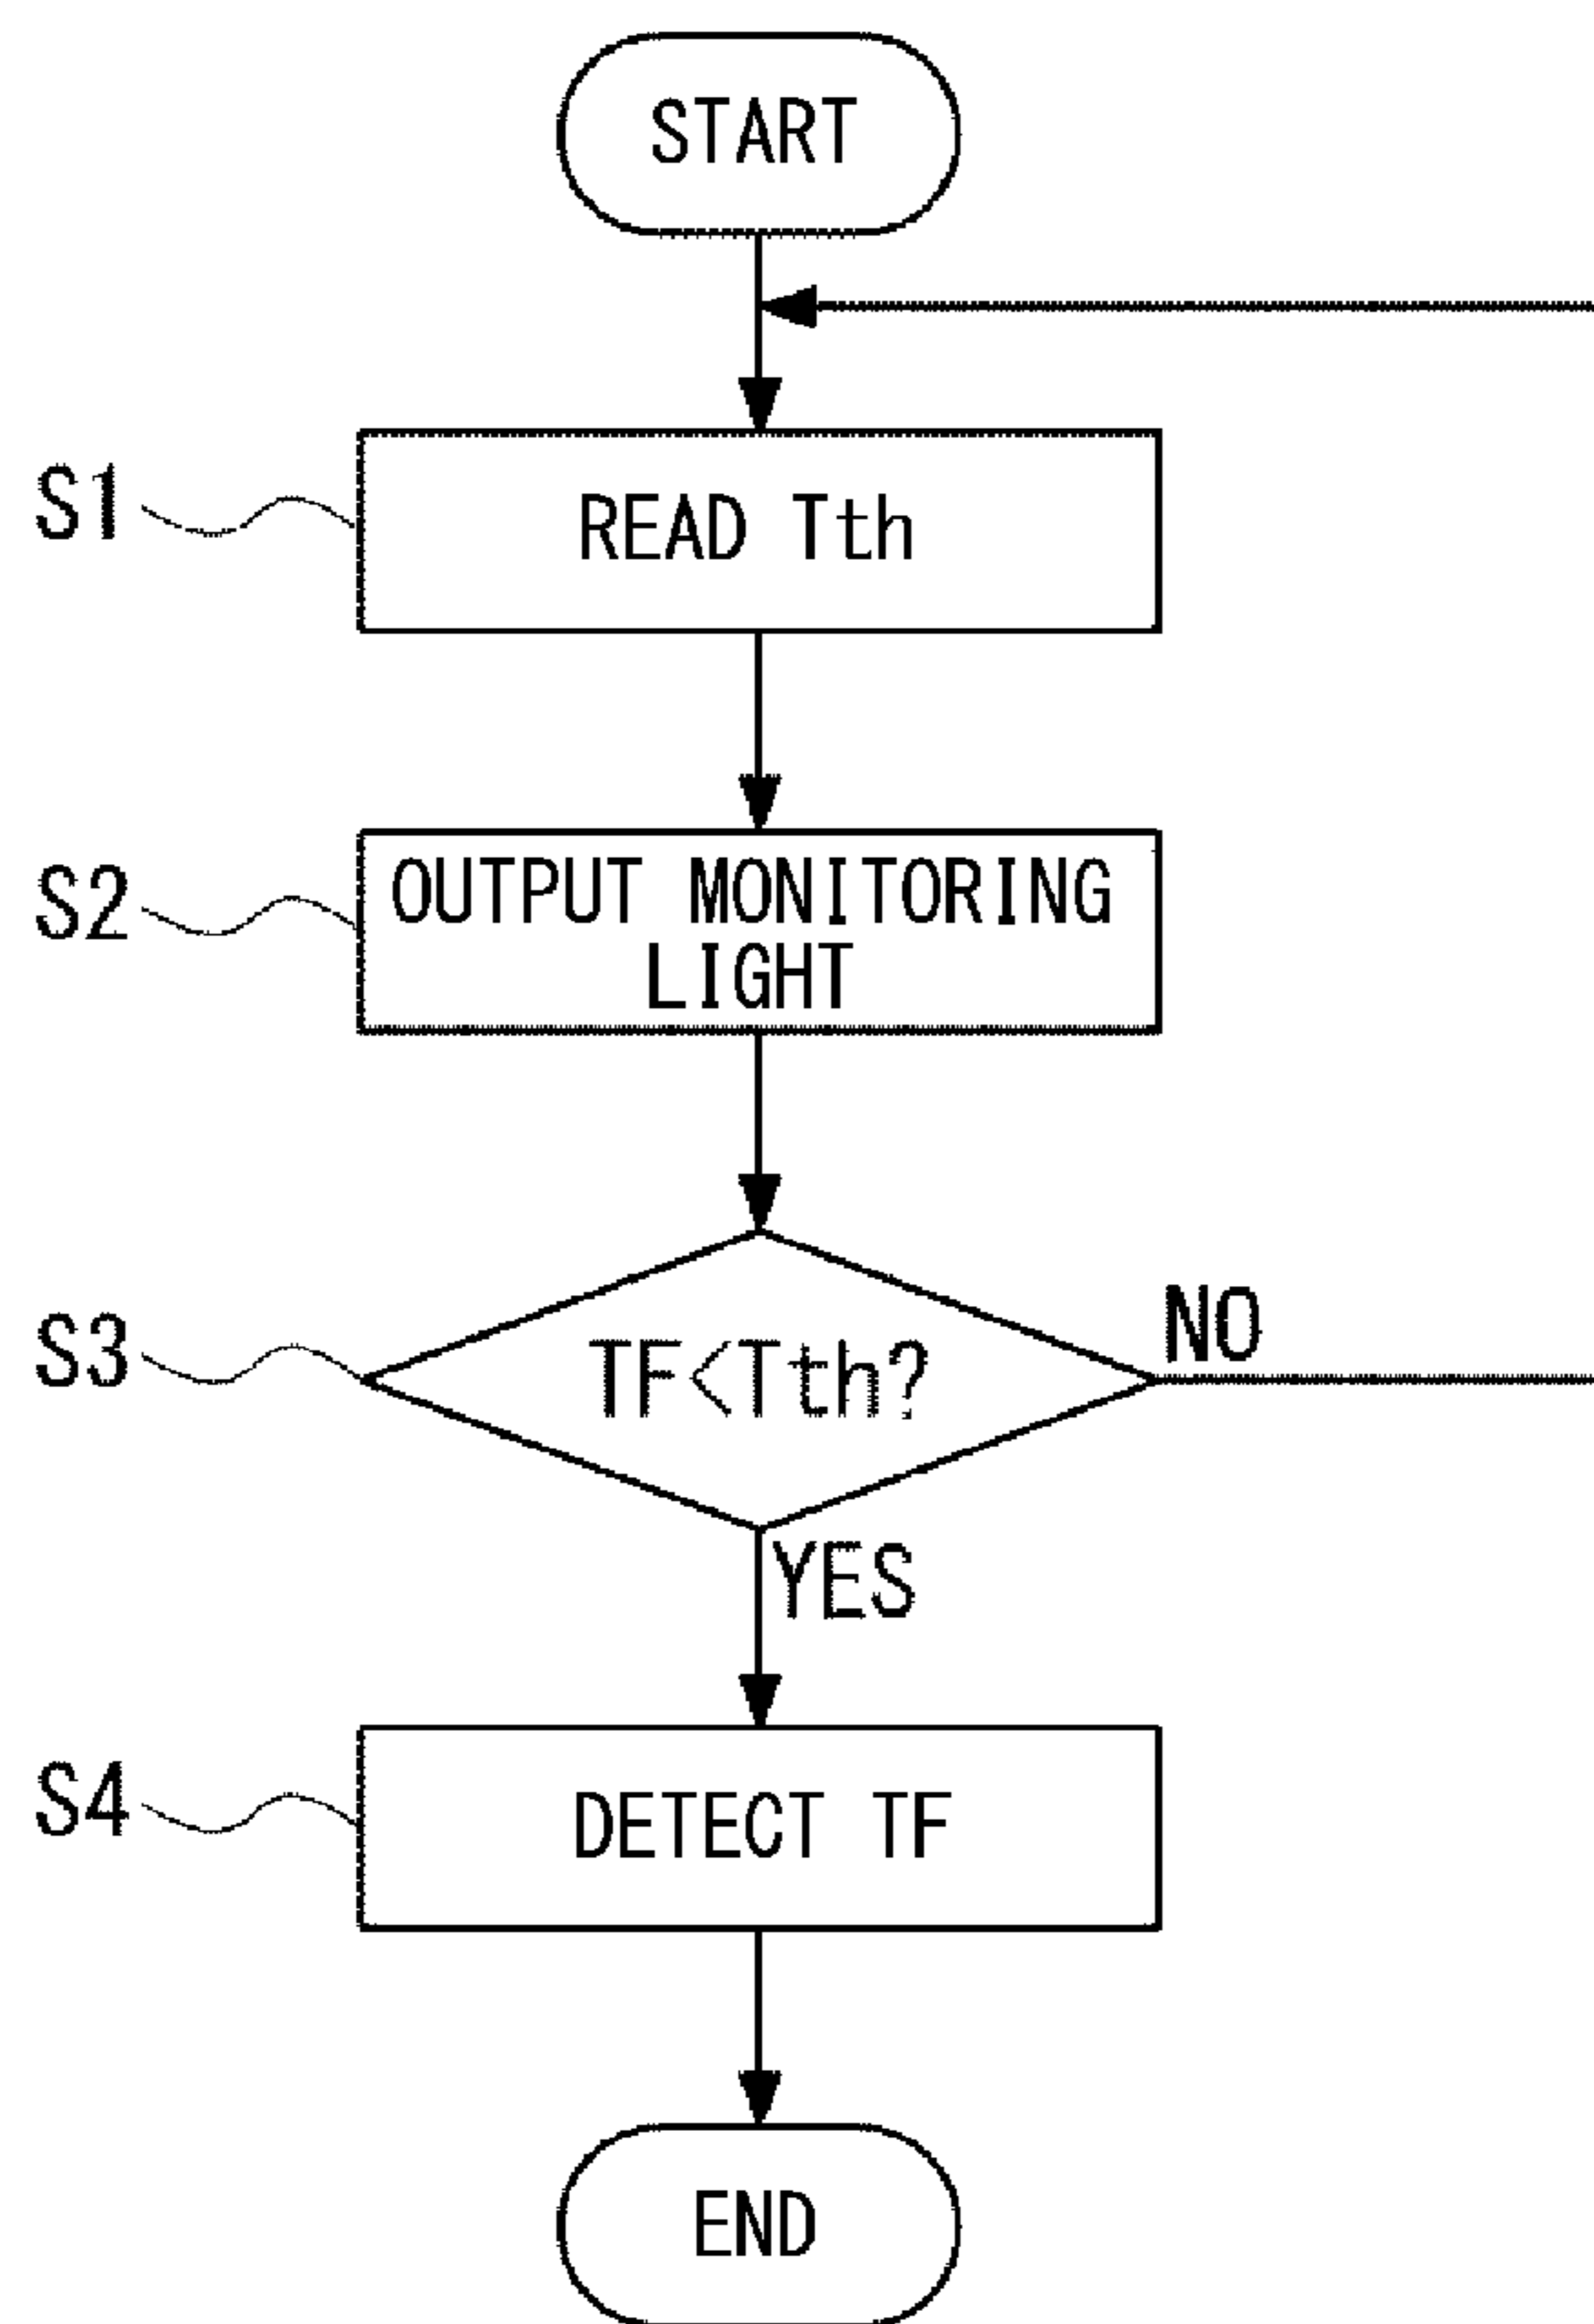 START
S1
READ Tth
S2
OUTPUT MONITORING
LIGHT
S3
TF<Tth?
NO
YES
S4
DETECT TF
END